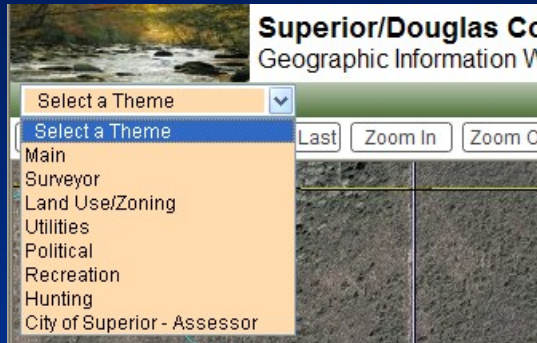 Superior/Douglas
Geographic Information
Select a Theme
Select a Theme
Last Zoom In Zoom
Main
Surveyor
Land Use/Zoning
Utilities
Political
Recreation
Hunting
City of Superior - Assessor